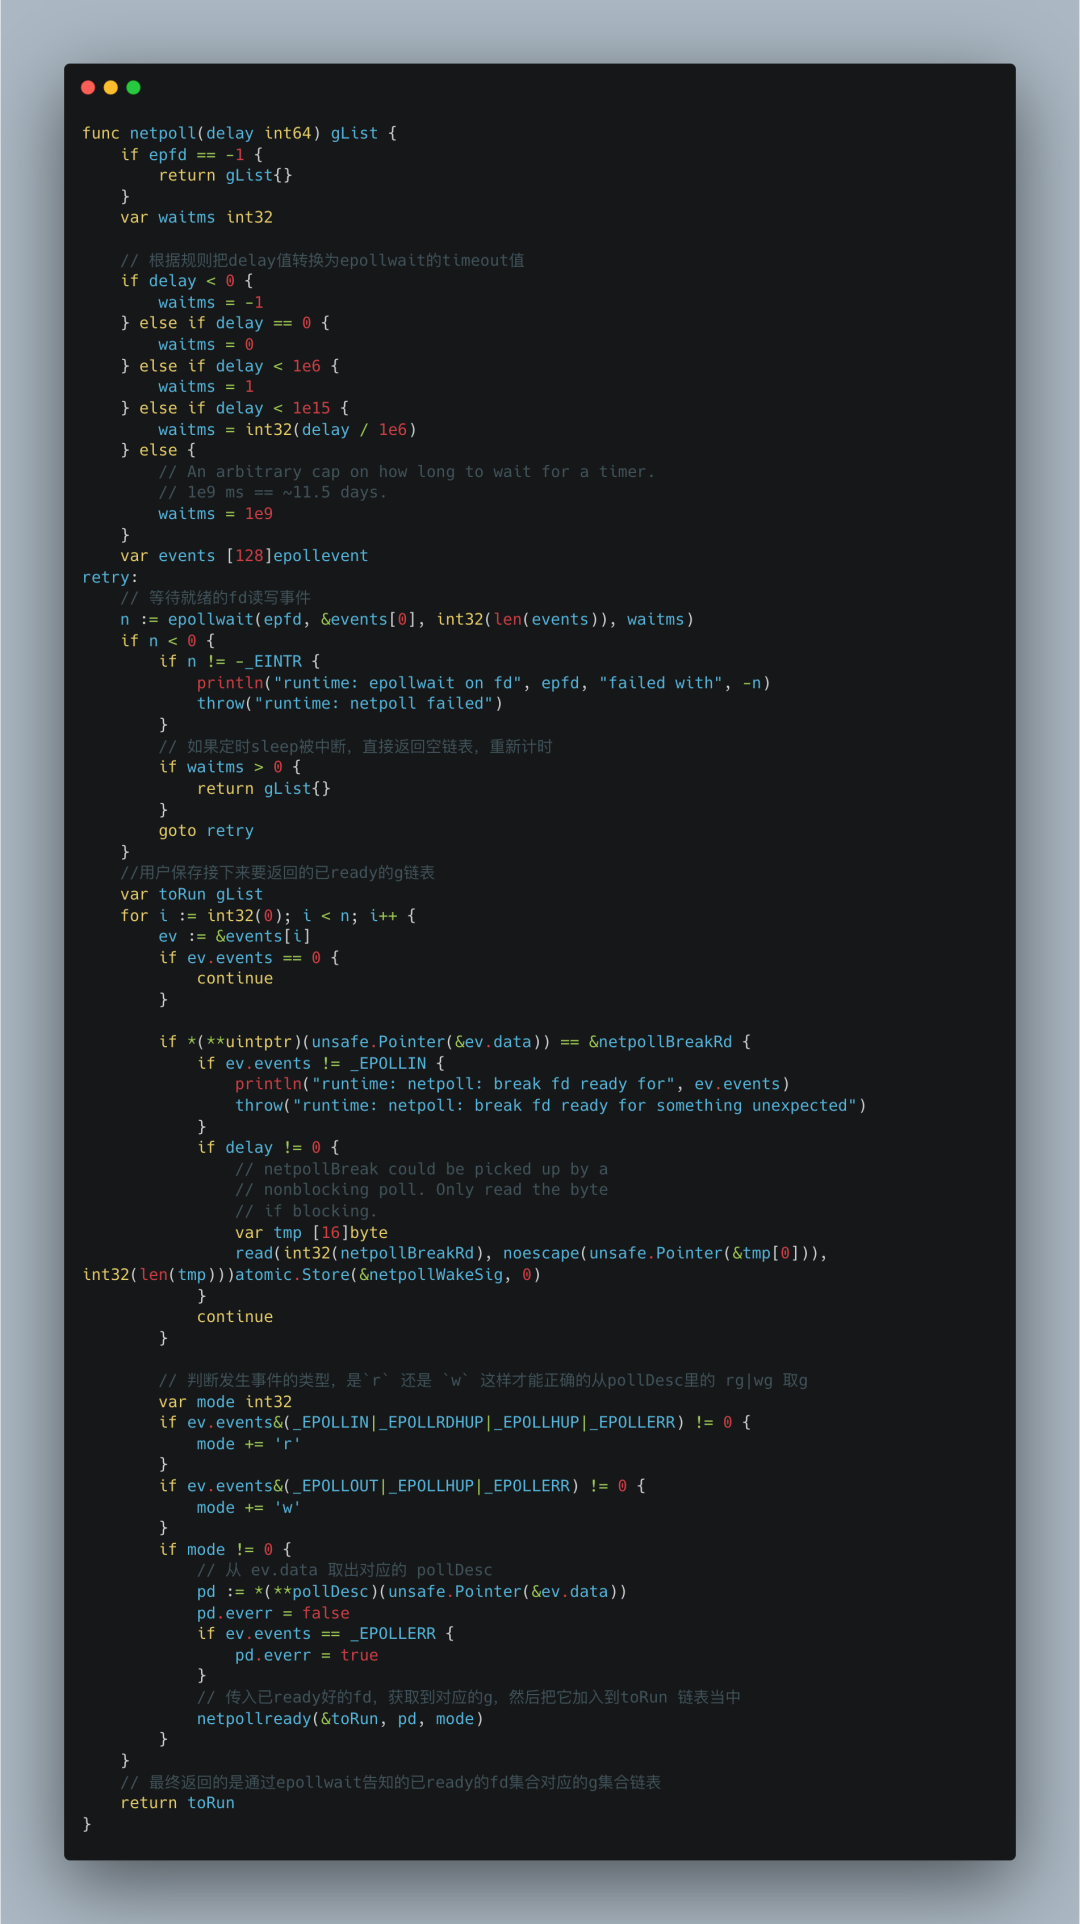 func netpoll(delay int64) gList {
    if epfd == -1 {
        return gList{}
    }
    var waitms int32

    // 根据规则把delay值转换为epollwait的timeout值
    if delay < 0 {
        waitms = -1
    } else if delay == 0 {
        waitms = 0
    } else if delay < 1e6 {
        waitms = 1
    } else if delay < 1e15 {
        waitms = int32(delay / 1e6)
    } else {
        // An arbitrary cap on how long to wait for a timer.
        // 1e9 ms == ~11.5 days.
        waitms = 1e9
    }
    var events [128]epollevent
retry:
    // 等待就绪的fd读写事件
    n := epollwait(epfd, &events[0], int32(len(events)), waitms)
    if n < 0 {
        if n != -_EINTR {
            println("runtime: epollwait on fd", epfd, "failed with", -n)
            throw("runtime: netpoll failed")
        }
        // 如果定时sleep被中断，直接返回空链表，重新计时
        if waitms > 0 {
            return gList{}
        }
        goto retry
    }
    //用户保存接下来要返回的已ready的g链表
    var toRun gList
    for i := int32(0); i < n; i++ {
        ev := &events[i]
        if ev.events == 0 {
            continue
        }

        if *(**uintptr)(unsafe.Pointer(&ev.data)) == &netpollBreakRd {
            if ev.events != _EPOLLIN {
                println("runtime: netpoll: break fd ready for", ev.events)
                throw("runtime: netpoll: break fd ready for something unexpected")
            }
            if delay != 0 {
                // netpollBreak could be picked up by a
                // nonblocking poll. Only read the byte
                // if blocking.
                var tmp [16]byte
                read(int32(netpollBreakRd), noescape(unsafe.Pointer(&tmp[0])),
int32(len(tmp)))atomic.Store(&netpollWakeSig, 0)
            }
            continue
        }

        // 判断发生事件的类型，是`r` 还是 `w` 这样才能正确的从pollDesc里的 rg|wg 取g
        var mode int32
        if ev.events&(_EPOLLIN|_EPOLLRDHUP|_EPOLLHUP|_EPOLLERR) != 0 {
            mode += 'r'
        }
        if ev.events&(_EPOLLOUT|_EPOLLHUP|_EPOLLERR) != 0 {
            mode += 'w'
        }
        if mode != 0 {
            // 从 ev.data 取出对应的 pollDesc
            pd := *(**pollDesc)(unsafe.Pointer(&ev.data))
            pd.everr = false
            if ev.events == _EPOLLERR {
                pd.everr = true
            }
            // 传入已ready好的fd，获取到对应的g，然后把它加入到toRun 链表当中
            netpollready(&toRun, pd, mode)
        }
    }
    // 最终返回的是通过epollwait告知的已ready的fd集合对应的g集合链表
    return toRun
}